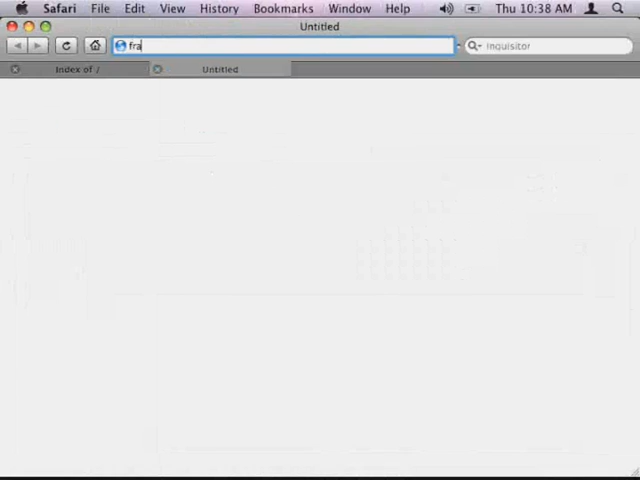 Safari File Edit View History Bookmarks Window Help Thu 10:38 AM
Untitled
fra
Inquisitor
Index of /
Untitled